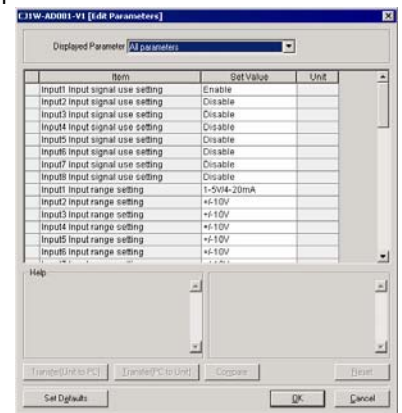 CJ1W-AD081-V1 [Edit Parameters]
Displayed Parameter All parameters
Item Set Value Unit
Input1 Input signal use setting Enable
Input2 Input signal use setting Disable
Input3 Input signal use setting Disable
Input4 Input signal use setting Disable
Input5 Input signal use setting Disable
Input6 Input signal use setting Disable
Input7 Input signal use setting Disable
Input8 Input signal use setting Disable
Input1 Input range setting 1-5V/4-20mA
Input2 Input range setting +/-10V
Input3 Input range setting +/-10V
Input4 Input range setting +/-10V
Input5 Input range setting +/-10V
Input6 Input range setting +/-10V
Help
Transfer(Unit to PC) Transfer(PC to Unit) Compare Reset
Set Defaults OK Cancel